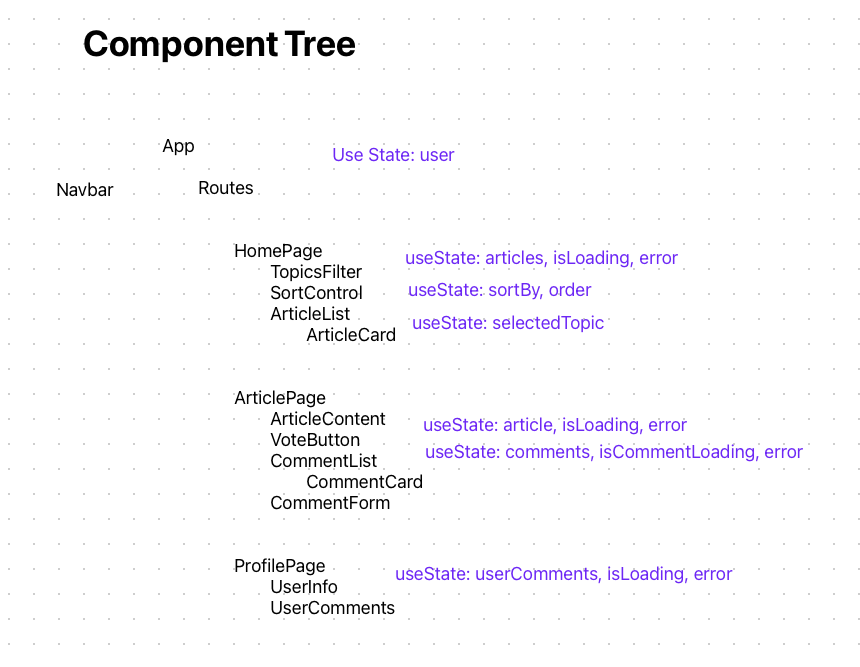 Component Tree
App
Use State: user
Navbar
Routes
HomePage
useState: articles, isLoading, error
TopicsFilter
SortControl
useState: sortBy, order
ArticleList
useState: selectedTopic
ArticleCard
ArticlePage
ArticleContent
useState: article, isLoading, error
VoteButton
useState: comments, isCommentLoading, error
CommentList
CommentCard
CommentForm
ProfilePage
useState: userComments, isLoading, error
UserInfo
UserComments